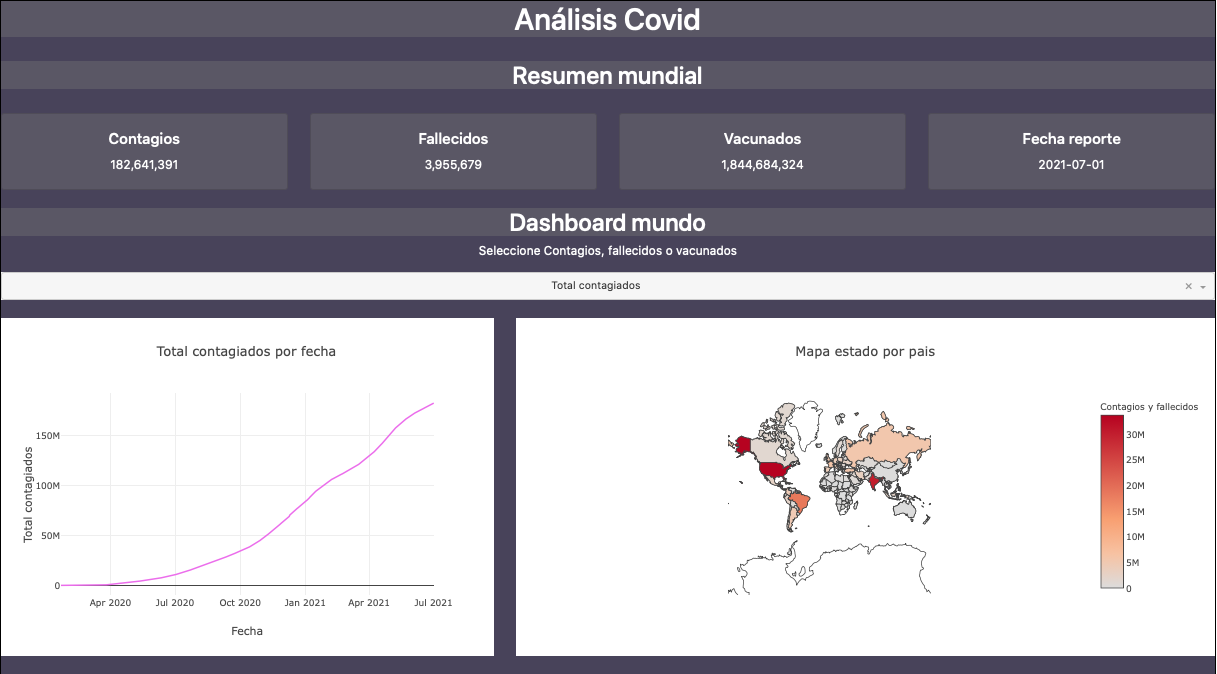 Análisis Covid
Resumen mundial
Contagios
182,641,391
Fallecidos
3,955,679
Vacunados
1,844,684,324
Fecha reporte
2021-07-01
Dashboard mundo
Seleccione Contagios, fallecidos o vacunados
Total contagiados
×
Total contagiados por fecha
Total contagiados
150M
100M
50M
0
Apr 2020
Jul 2020
Oct 2020
Jan 2021
Apr 2021
Jul 2021
Fecha
Mapa estado por pais
Contagios y fallecidos
30M
25M
20M
15M
10M
5M
0